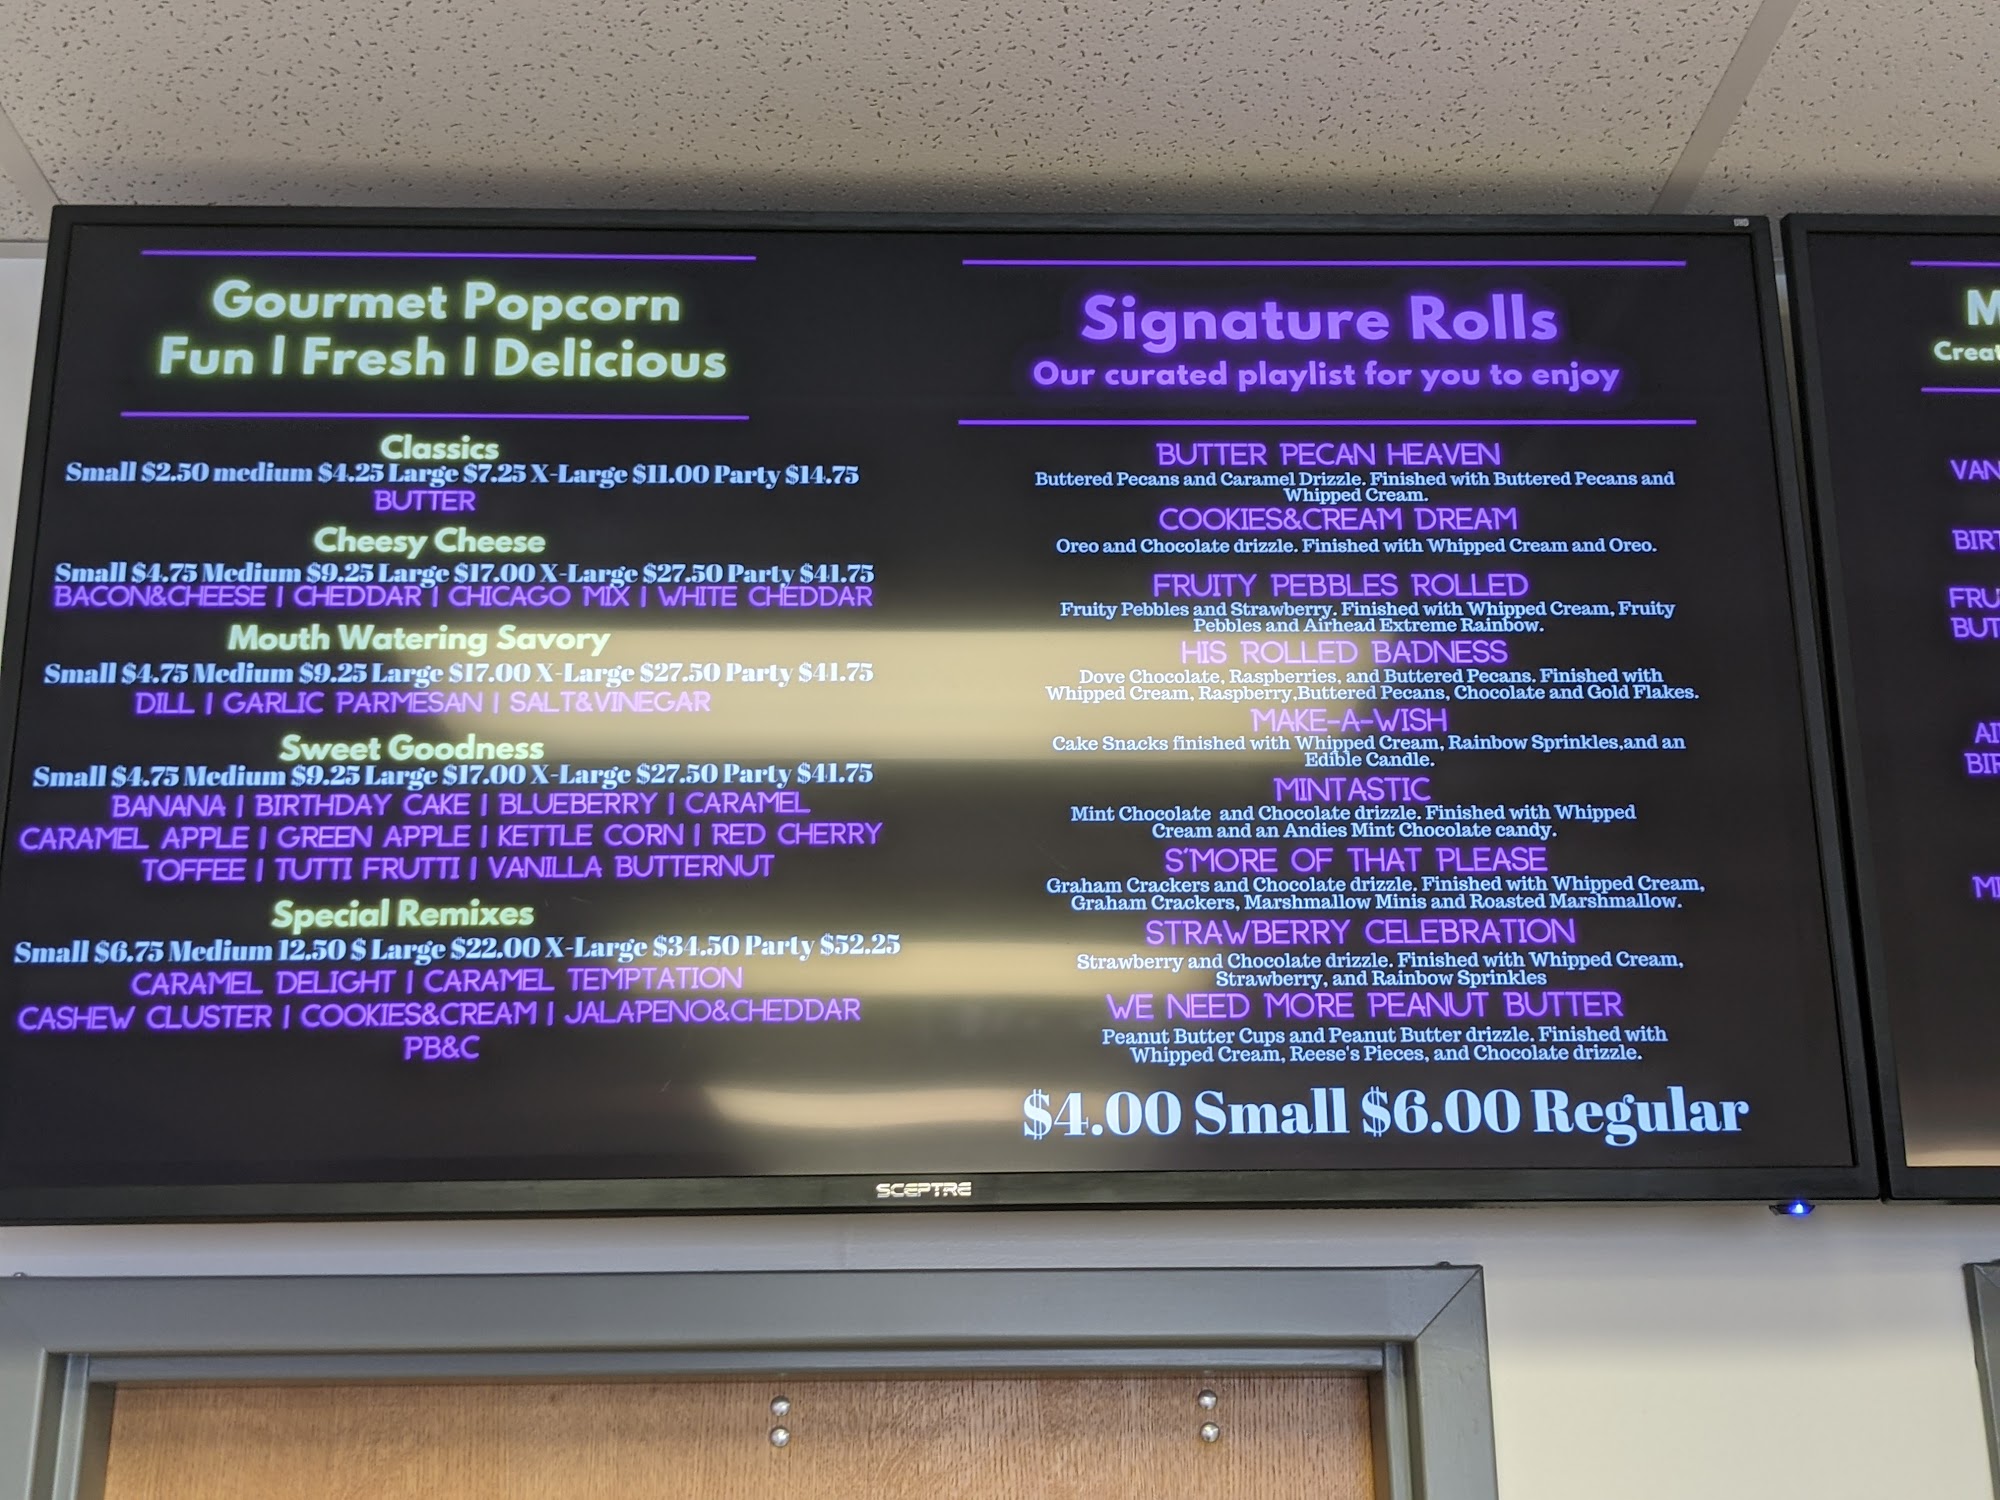 Gourmet Popcorn
Fun | Fresh | Delicious
Classics
Small $2.50 medium $4.25 Large $7.25 X-Large $11.00 Party $14.75
BUTTER
Cheesy Cheese
Small $4.75 Medium $9.25 Large $17.00 X-Large $27.50 Party $41.75
BACON&CHEESE | CHEDDAR | CHICAGO MIX | WHITE CHEDDAR
Mouth Watering Savory
Small $4.75 Medium $9.25 Large $17.00 X-Large $27.50 Party $41.75
DILL | GARLIC PARMESAN | SALT&VINEGAR
Sweet Goodness
Small $4.75 Medium $9.25 Large $17.00 X-Large $27.50 Party $41.75
BANANA | BIRTHDAY CAKE | BLUEBERRY | CARAMEL
CARAMEL APPLE | GREEN APPLE | KETTLE CORN | RED CHERRY
TOFFEE | TUTTI FRUTTI | VANILLA BUTTERNUT
Special Remixes
Small $6.75 Medium 12.50 $ Large $22.00 X-Large $34.50 Party $52.25
CARAMEL DELIGHT | CARAMEL TEMPTATION
CASHEW CLUSTER | COOKIES&CREAM | JALAPENO&CHEDDAR
PB&C
Signature Rolls
Our curated playlist for you to enjoy
BUTTER PECAN HEAVEN
Buttered Pecans and Caramel Drizzle. Finished with Buttered Pecans and
Whipped Cream.
COOKIES&CREAM DREAM
Oreo and Chocolate drizzle. Finished with Whipped Cream and Oreo.
FRUITY PEBBLES ROLLED
Fruity Pebbles and Strawberry. Finished with Whipped Cream, Fruity
Pebbles and Airhead Extreme Rainbow.
HIS ROLLED BADNESS
Dove Chocolate, Raspberries, and Buttered Pecans. Finished with
Whipped Cream, Raspberry,Buttered Pecans, Chocolate and Gold Flakes.
MAKE-A-WISH
Cake Snacks finished with Whipped Cream, Rainbow Sprinkles,and an
Edible Candle.
MINTASTIC
Mint Chocolate and Chocolate drizzle. Finished with Whipped
Cream and an Andies Mint Chocolate candy.
S'MORE OF THAT PLEASE
Graham Crackers and Chocolate drizzle. Finished with Whipped Cream,
Graham Crackers, Marshmallow Minis and Roasted Marshmallow.
STRAWBERRY CELEBRATION
Strawberry and Chocolate drizzle. Finished with Whipped Cream,
Strawberry, and Rainbow Sprinkles
WE NEED MORE PEANUT BUTTER
Peanut Butter Cups and Peanut Butter drizzle. Finished with
Whipped Cream, Reese's Pieces, and Chocolate drizzle.
$4.00 Small $6.00 Regular
SCEPTRE